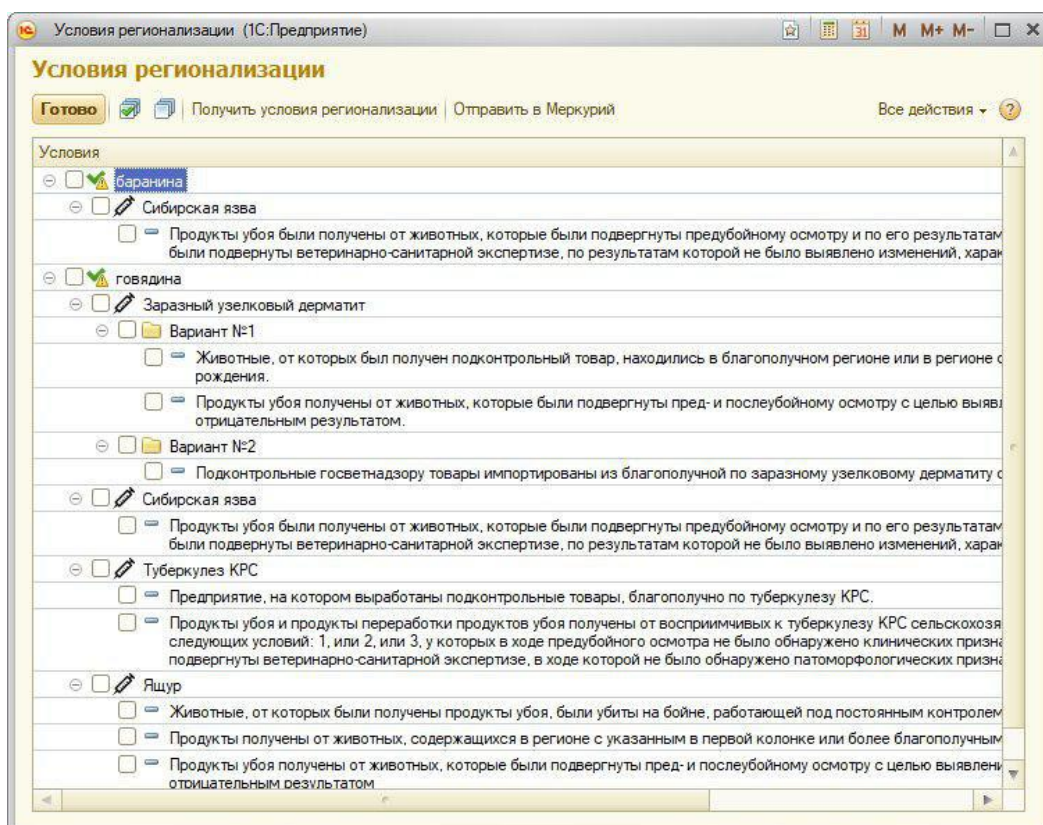 Условия регионализации (1С:Предприятие)
31 M M+ M-
Условия регионализации
Готово Получить условия регионализации Отправить в Меркурий Все действия ?
Условия
баранина
Сибирская язва
Продукты убоя были получены от животных, которые были подвергнуты предубойному осмотру и по его результатам
были подвернуты ветеринарно-санитарной экспертизе, по результатам которой не было выявлено изменений, харак
говядина
Заразный узелковый дерматит
Вариант №1
Животные, от которых был получен подконтрольный товар, находились в благополучном регионе или в регионе с
рождения.
Продукты убоя получены от животных, которые были подвергнуты пред- и послеубойному осмотру с целью выявл
отрицательным результатом.
Вариант №2
Подконтрольные госветнадзору товары импортированы из благополучной по заразному узелковому дерматиту с
Сибирская язва
Продукты убоя были получены от животных, которые были подвергнуты предубойному осмотру и по его результатам
были подвернуты ветеринарно-санитарной экспертизе, по результатам которой не было выявлено изменений, харак
Туберкулез КРС
Предприятие, на котором выработаны подконтрольные товары, благополучно по туберкулезу КРС.
Продукты убоя и продукты переработки продуктов убоя получены от восприимчивых к туберкулезу КРС сельскохозя
следующих условий: 1, или 2, или 3, у которых в ходе предубойного осмотра не было обнаружено клинических призна
подвергнуты ветеринарно-санитарной экспертизе, в ходе которой не было обнаружено патоморфологических призна
Ящур
Животные, от которых были получены продукты убоя, были убиты на бойне, работающей под постоянным контролем
Продукты получены от животных, содержащихся в регионе с указанным в первой колонке или более благополучным
Продукты убоя получены от животных, которые были подвергнуты пред- и послеубойному осмотру с целью выявлени
отрицательным результатом